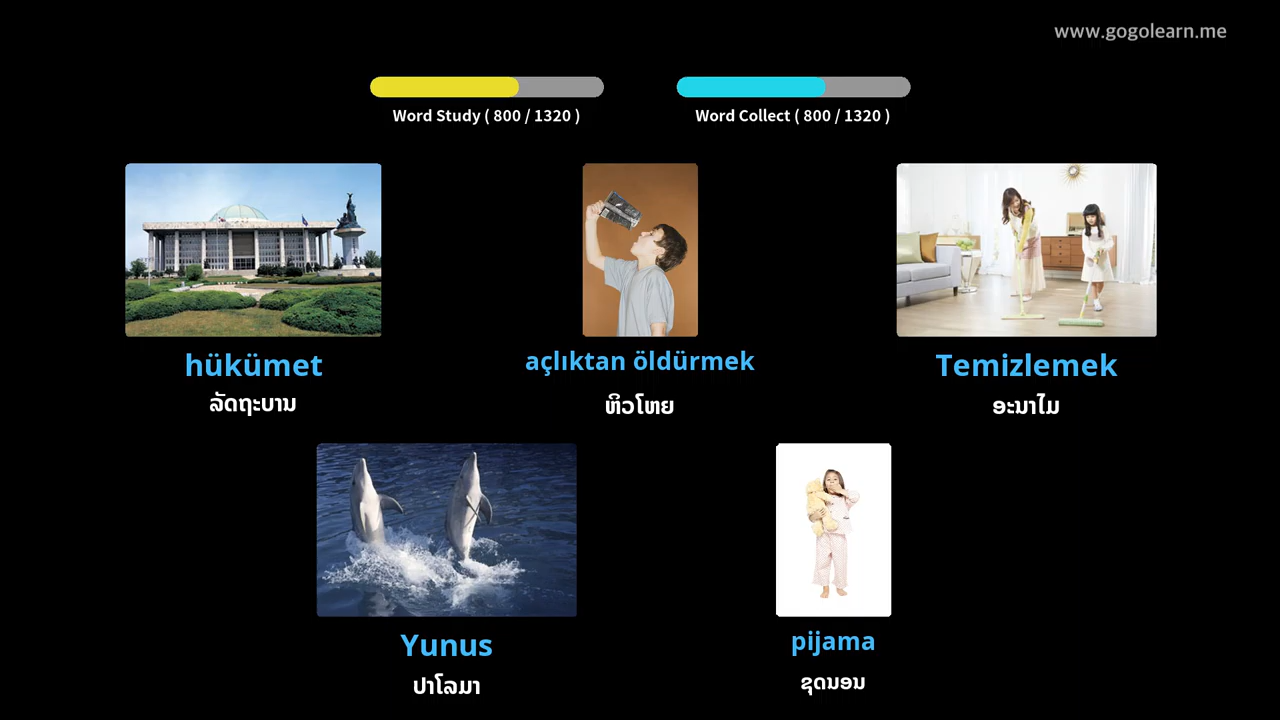 www.gogolearn.me
Word Study ( 800 / 1320 )
Word Collect ( 800 / 1320 )
hükümet
açlıktan öldürmek
Temizlemek
ລັດຖະບານ
ຫິວໂຫຍ
ອະນາໄມ
Yunus
pijama
ປາໂລມາ
ຊຸດນອນ